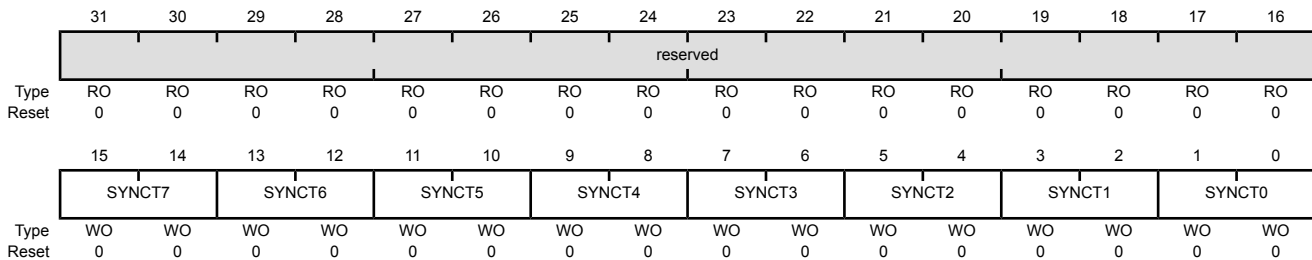 31 30 29 28 27 26 25 24 23 22 21 20 19 18 17 16
reserved
Type RO RO RO RO RO RO RO RO RO RO RO RO RO RO RO RO
Reset 0 0 0 0 0 0 0 0 0 0 0 0 0 0 0 0
15 14 13 12 11 10 9 8 7 6 5 4 3 2 1 0
SYNCT7 SYNCT6 SYNCT5 SYNCT4 SYNCT3 SYNCT2 SYNCT1 SYNCT0
Type WO WO WO WO WO WO WO WO WO WO WO WO WO WO WO WO
Reset 0 0 0 0 0 0 0 0 0 0 0 0 0 0 0 0